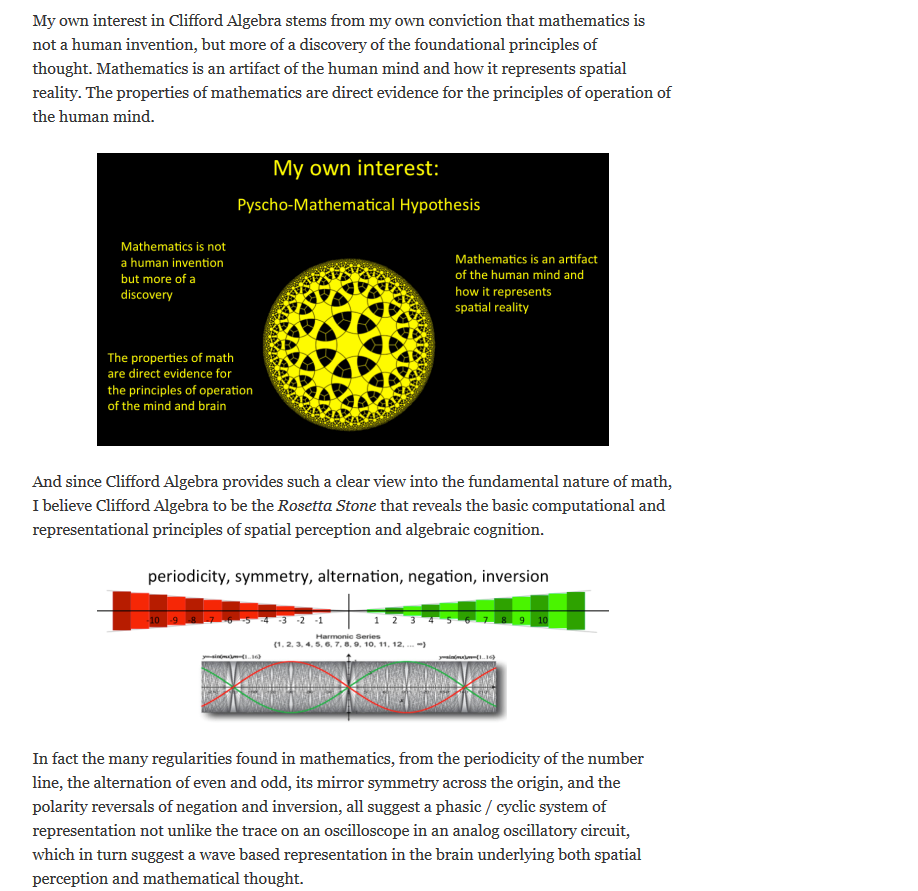 My own interest in Clifford Algebra stems from my own conviction that mathematics is
not a human invention, but more of a discovery of the foundational principles of
thought. Mathematics is an artifact of the human mind and how it represents spatial
reality. The properties of mathematics are direct evidence for the principles of operation of
the human mind.
My own interest:
Pyscho-Mathematical Hypothesis
Mathematics is not
a human invention
but more of a
discovery
Mathematics is an artifact
of the human mind and
how it represents
spatial reality
The properties of math
are direct evidence for
the principles of operation
of the mind and brain
And since Clifford Algebra provides such a clear view into the fundamental nature of math,
I believe Clifford Algebra to be the Rosetta Stone that reveals the basic computational and
representational principles of spatial perception and algebraic cognition.
periodicity, symmetry, alternation, negation, inversion
-10 -9 -8 -7 -6 -5 -4 -3 -2 -1 1 2 3 4 5 6 7 8 9 10
Harmonic Series
(1, 2, 3, 4, 5, 6, 7, 8, 9, 10, 11, 12, ... ∞)
In fact the many regularities found in mathematics, from the periodicity of the number
line, the alternation of even and odd, its mirror symmetry across the origin, and the
polarity reversals of negation and inversion, all suggest a phasic / cyclic system of
representation not unlike the trace on an oscilloscope in an analog oscillatory circuit,
which in turn suggest a wave based representation in the brain underlying both spatial
perception and mathematical thought.